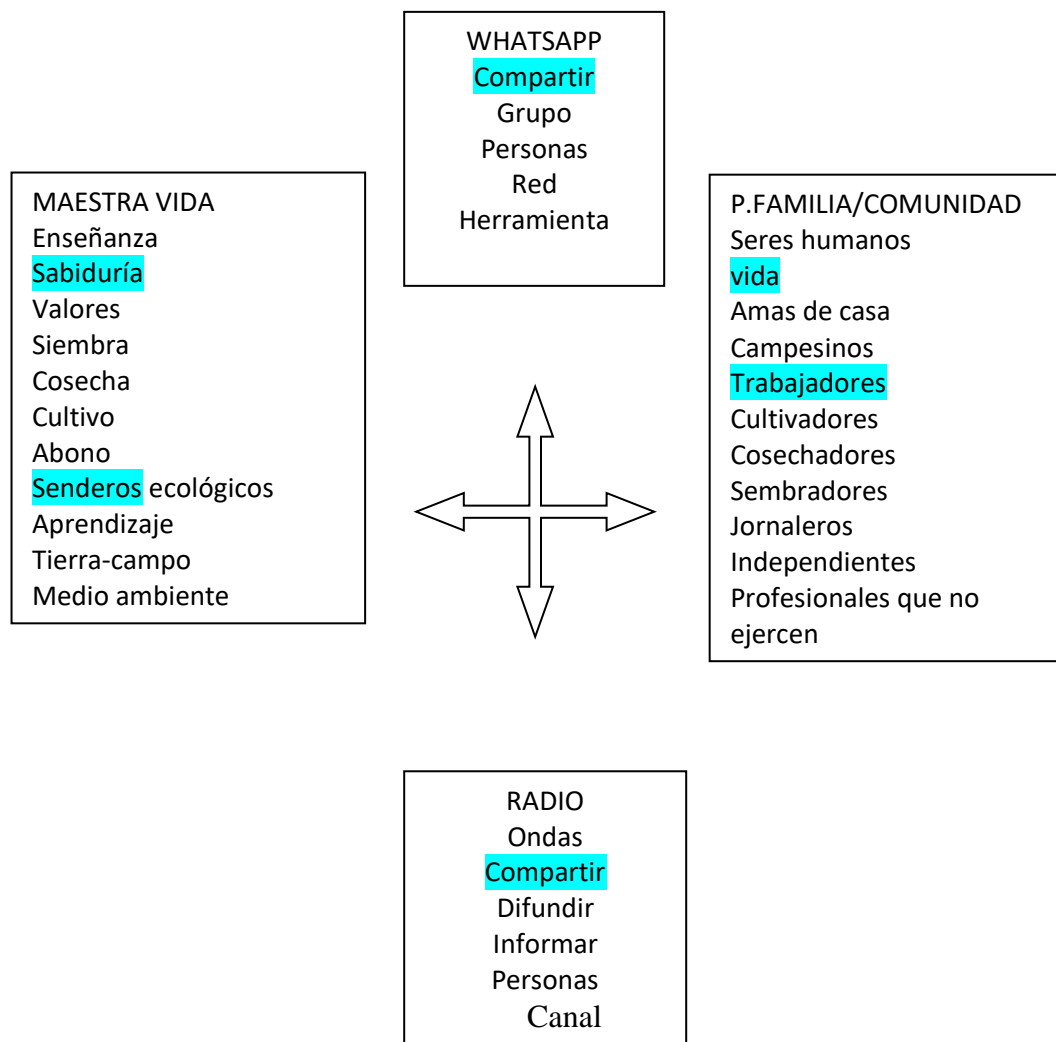 WHATSAPP
Compartir
Grupo
Personas
Red
Herramienta
MAESTRA VIDA
Enseñanza
Sabiduría
Valores
Siembra
Cosecha
Cultivo
Abono
Senderos ecológicos
Aprendizaje
Tierra-campo
Medio ambiente
P.FAMILIA/COMUNIDAD
Seres humanos
vida
Amas de casa
Campesinos
Trabajadores
Cultivadores
Cosechadores
Sembradores
Jornaleros
Independientes
Profesionales que no
ejercen
RADIO
Ondas
Compartir
Difundir
Informar
Personas
Canal